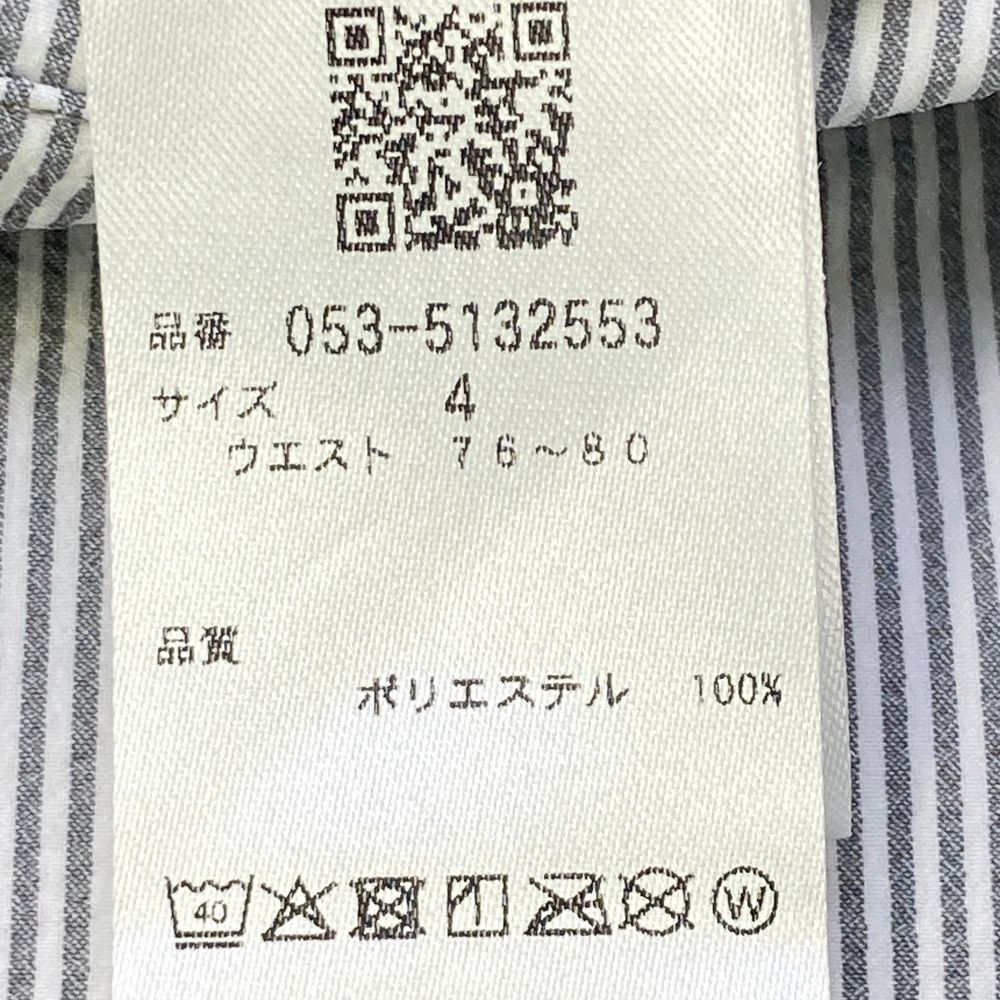 品番 053-5132553
サイズ 4
ウエスト 76～80
品質
ポリエステル 100%
40 W